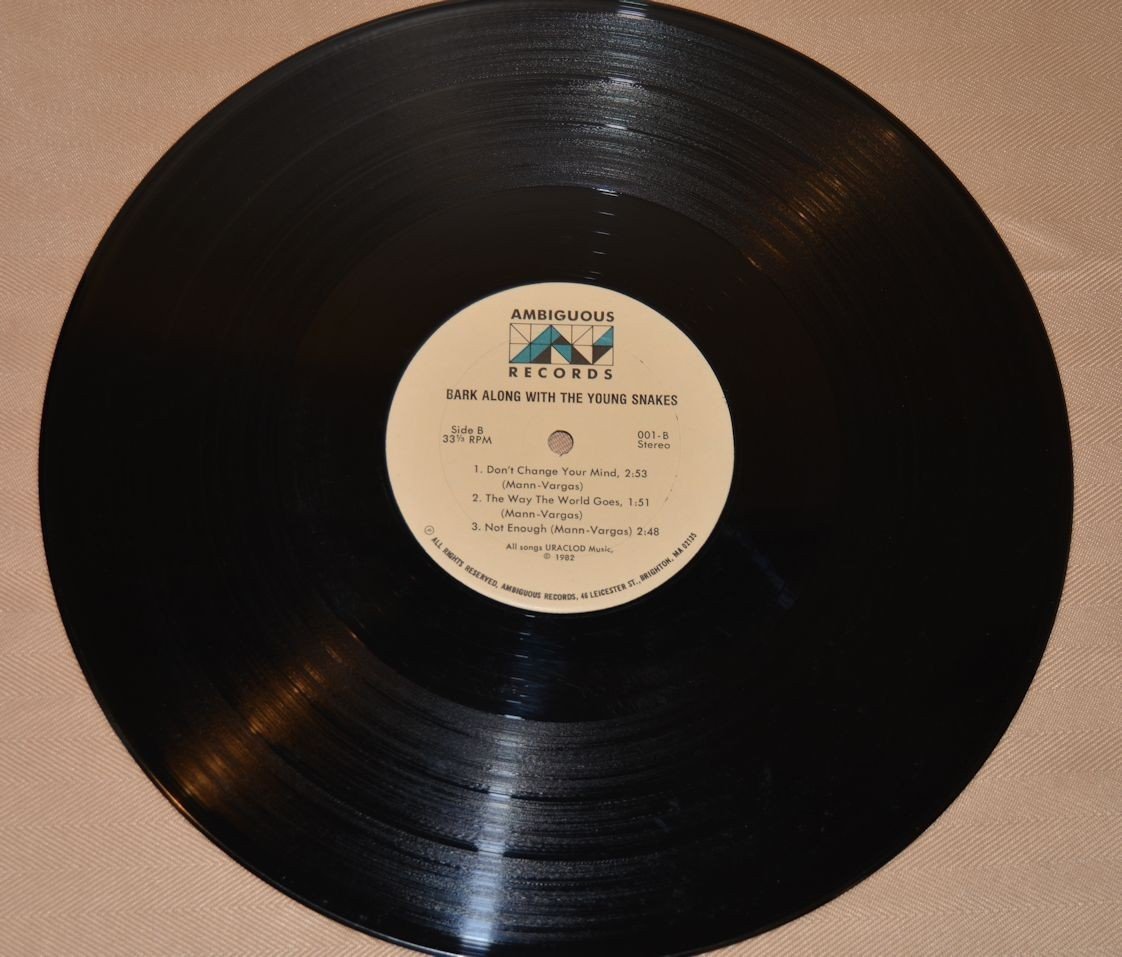 AMBIGUOUS
RECORDS
BARK ALONG WITH THE YOUNG SNAKES
Side B
33⅓ RPM
001-B
Stereo
1. Don't Change Your Mind, 2:53
(Mann-Vargas)
2. The Way The World Goes, 1:51
(Mann-Vargas)
3. Not Enough (Mann-Vargas) 2:48
All songs URACLOD Music,
© 1982
℗ ALL RIGHTS RESERVED, AMBIGUOUS RECORDS, 46 LEICESTER ST., BRIGHTON, MA 02135